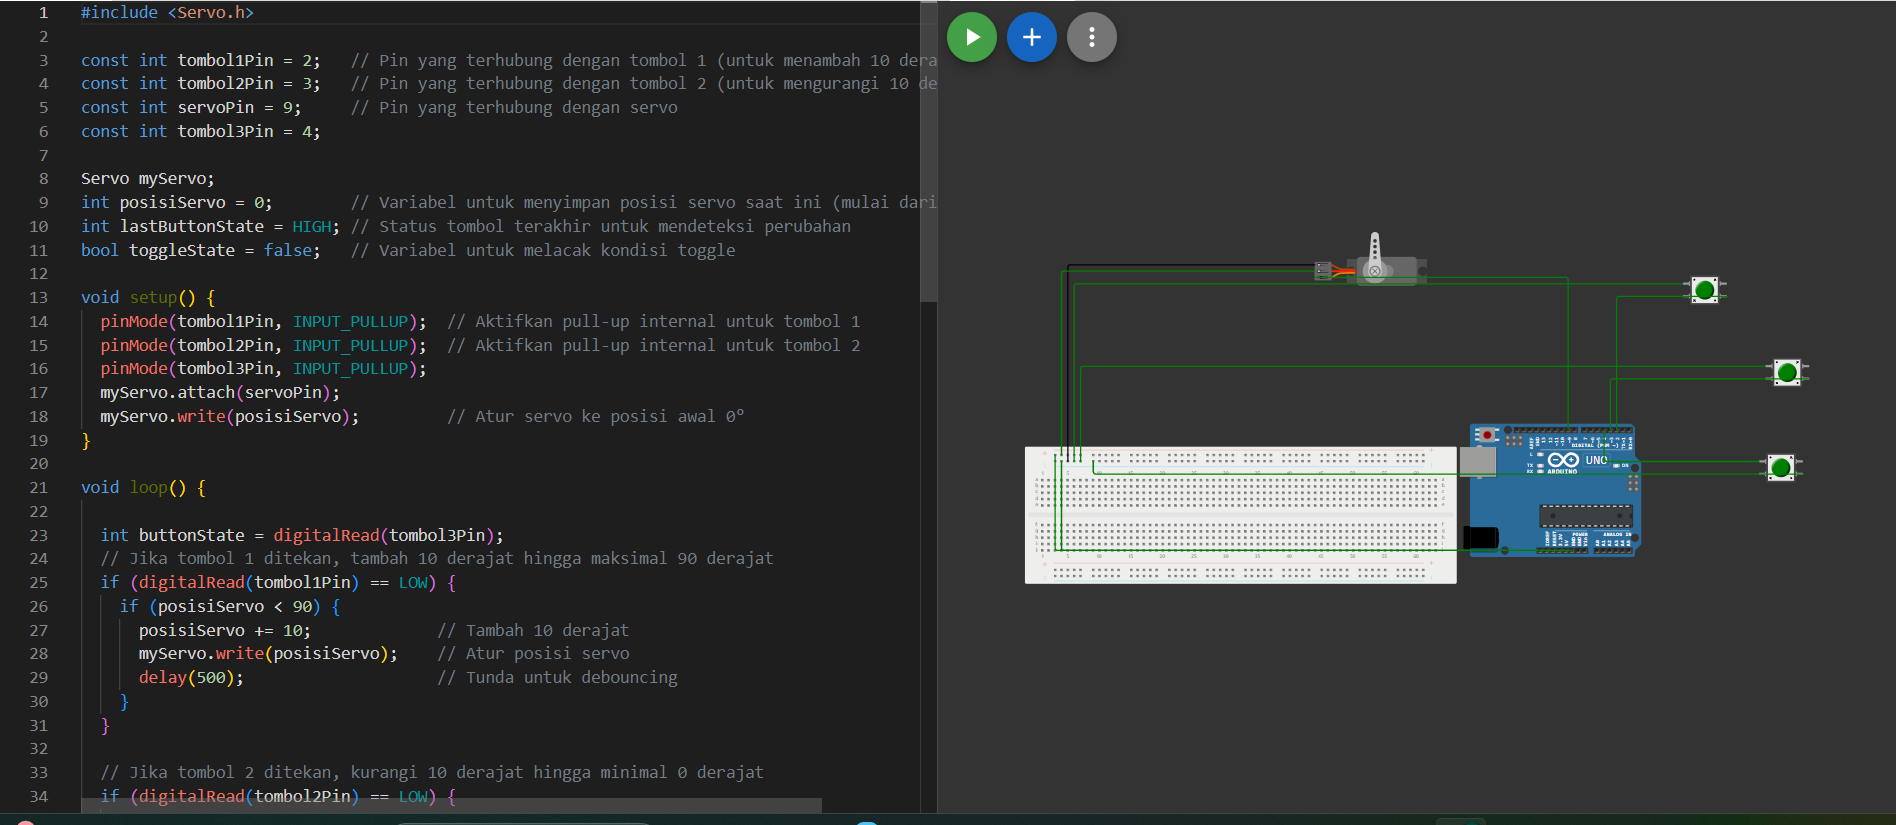 1 #include <Servo.h>
2
3 const int tombol1Pin = 2;   // Pin yang terhubung dengan tombol 1 (untuk menambah 10 dera
4 const int tombol2Pin = 3;   // Pin yang terhubung dengan tombol 2 (untuk mengurangi 10 de
5 const int servoPin = 9;     // Pin yang terhubung dengan servo
6 const int tombol3Pin = 4;
7
8 Servo myServo;
9 int posisiServo = 0;        // Variabel untuk menyimpan posisi servo saat ini (mulai dari
10 int lastButtonState = HIGH; // Status tombol terakhir untuk mendeteksi perubahan
11 bool toggleState = false;   // Variabel untuk melacak kondisi toggle
12
13 void setup() {
14   pinMode(tombol1Pin, INPUT_PULLUP);  // Aktifkan pull-up internal untuk tombol 1
15   pinMode(tombol2Pin, INPUT_PULLUP);  // Aktifkan pull-up internal untuk tombol 2
16   pinMode(tombol3Pin, INPUT_PULLUP);
17   myServo.attach(servoPin);
18   myServo.write(posisiServo);         // Atur servo ke posisi awal 0°
19 }
20
21 void loop() {
22
23   int buttonState = digitalRead(tombol3Pin);
24   // Jika tombol 1 ditekan, tambah 10 derajat hingga maksimal 90 derajat
25   if (digitalRead(tombol1Pin) == LOW) {
26     if (posisiServo < 90) {
27       posisiServo += 10;             // Tambah 10 derajat
28       myServo.write(posisiServo);    // Atur posisi servo
29       delay(500);                    // Tunda untuk debouncing
30     }
31   }
32
33   // Jika tombol 2 ditekan, kurangi 10 derajat hingga minimal 0 derajat
34   if (digitalRead(tombol2Pin) == LOW) {
UNO
ARDUINO